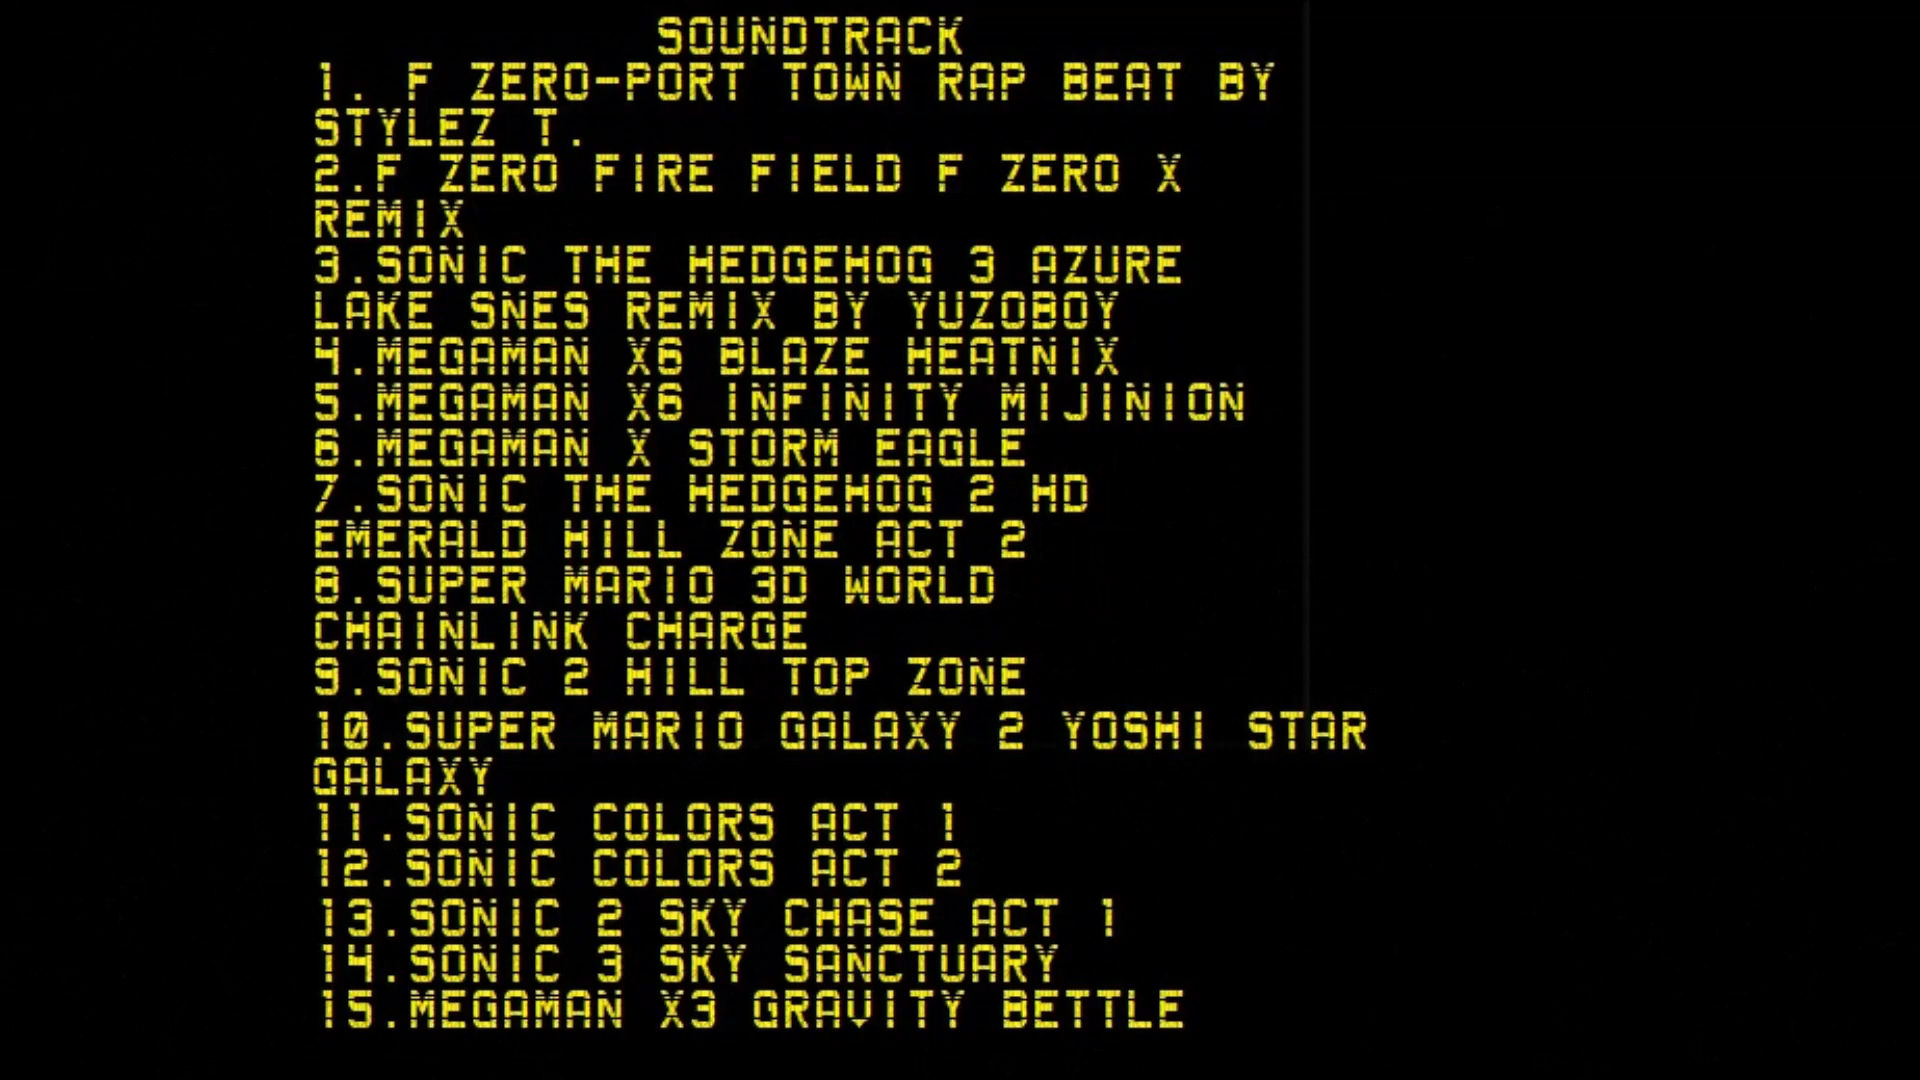 SOUNDTRACK
1. F ZERO-PORT TOWN RAP BEAT BY
STYLEZ T.
2.F ZERO FIRE FIELD F ZERO X
REMIX
3.SONIC THE HEDGEHOG 3 AZURE
LAKE SNES REMIX BY YUZOBOY
4.MEGAMAN X6 BLAZE HEATNIX
5.MEGAMAN X6 INFINITY MIJINION
6.MEGAMAN X STORM EAGLE
7.SONIC THE HEDGEHOG 2 HD
EMERALD HILL ZONE ACT 2
8.SUPER MARIO 3D WORLD
CHAINLINK CHARGE
9.SONIC 2 HILL TOP ZONE
10.SUPER MARIO GALAXY 2 YOSHI STAR
GALAXY
11.SONIC COLORS ACT 1
12.SONIC COLORS ACT 2
13.SONIC 2 SKY CHASE ACT 1
14.SONIC 3 SKY SANCTUARY
15.MEGAMAN X3 GRAVITY BETTLE